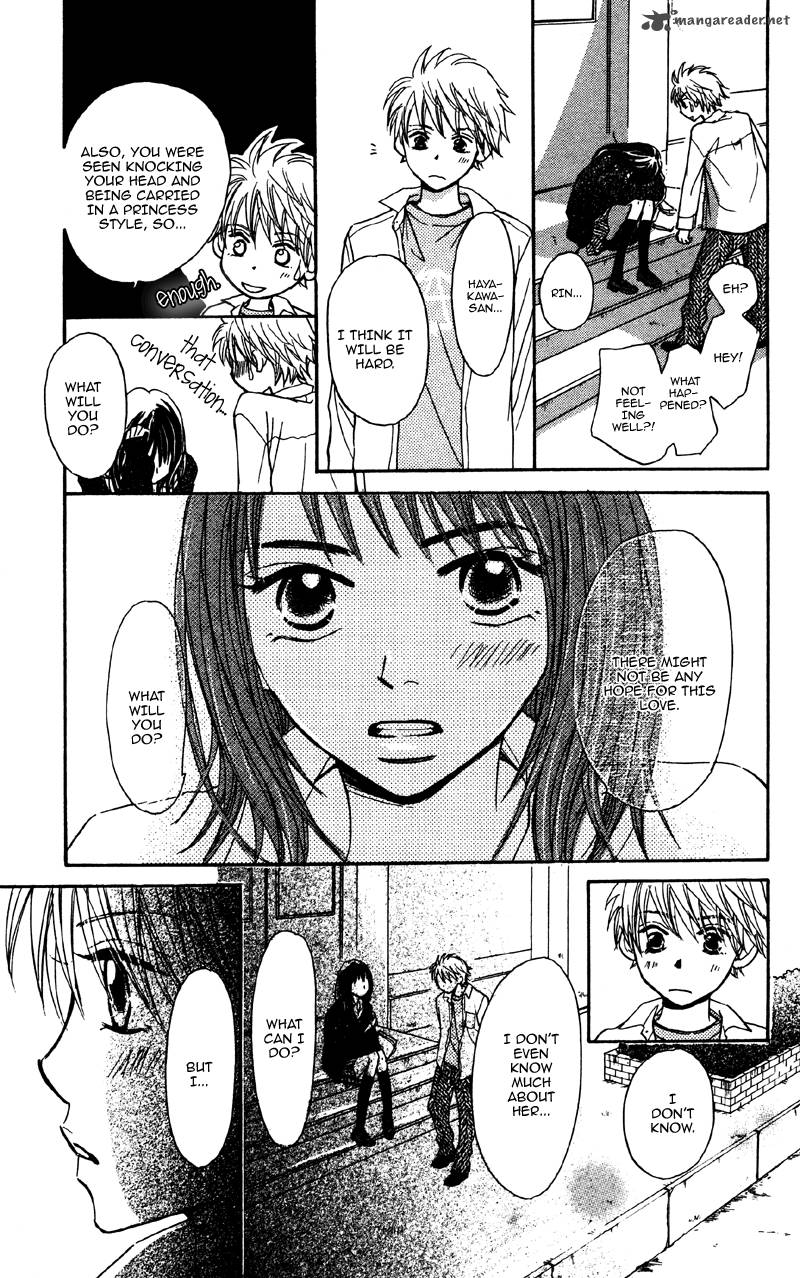 mangareader.net
RIN...
EH?
HEY!
WHAT
HAP-
PENED?
NOT
FEEL-
ING
WELL?!
HAYA-
KAWA-
SAN...
I THINK IT
WILL BE
HARD.
ALSO, YOU WERE
SEEN KNOCKING
YOUR HEAD AND
BEING CARRIED
IN A PRINCESS
STYLE, SO...
enough.
that
conversation..
WHAT
WILL
YOU
DO?
THERE MIGHT
NOT BE ANY
HOPE FOR THIS
LOVE.
WHAT
WILL
YOU
DO?
I
DON'T
KNOW.
I DON'T
EVEN
KNOW
MUCH
ABOUT
HER...
WHAT
CAN I
DO?
BUT
I...